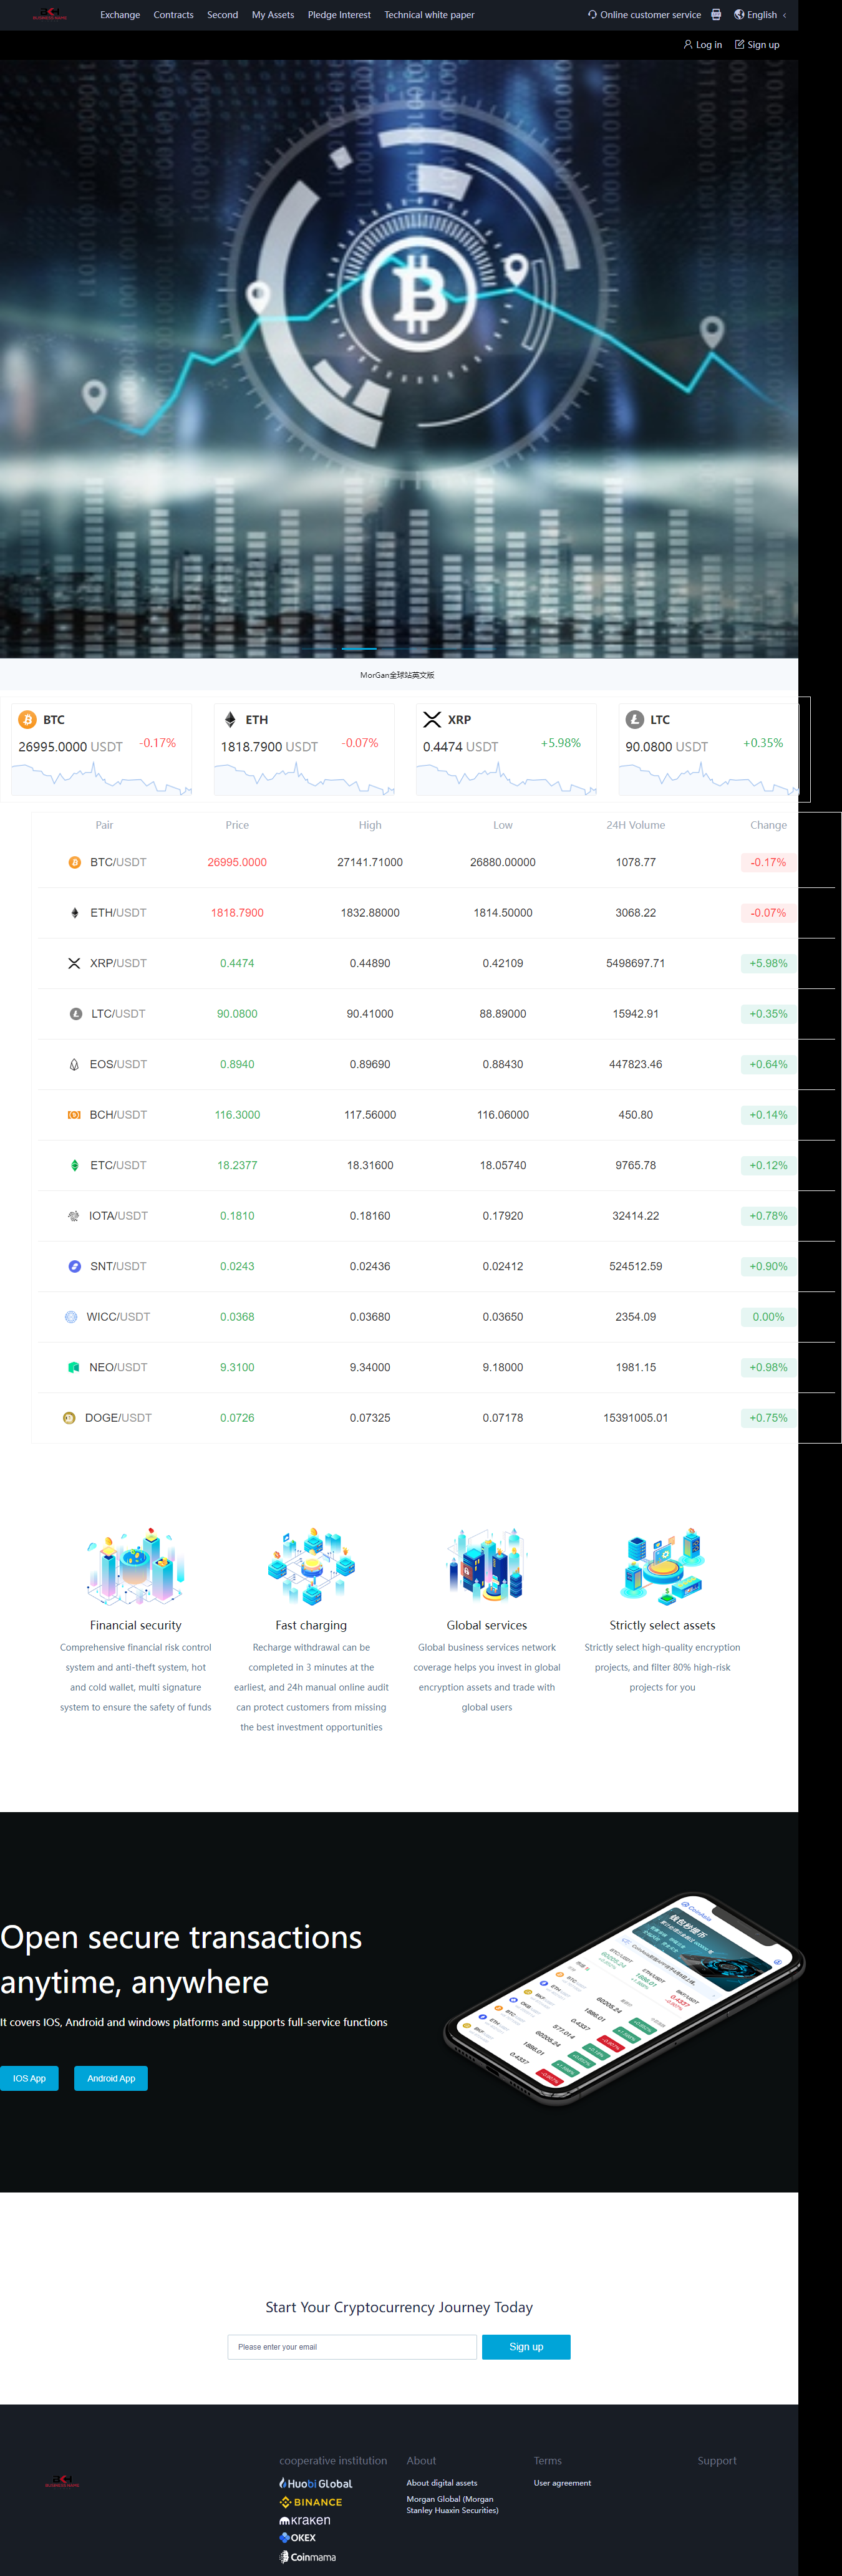 Exchange Contracts Second My Assets Pledge Interest Technical white paper Online customer service English
Log in Sign up
MorGan全球站英文版
BTC
26995.0000 USDT -0.17%
ETH
1818.7900 USDT -0.07%
XRP
0.4474 USDT +5.98%
LTC
90.0800 USDT +0.35%
Pair Price High Low 24H Volume Change
BTC/USDT 26995.0000 27141.71000 26880.00000 1078.77 -0.17%
ETH/USDT 1818.7900 1832.88000 1814.50000 3068.22 -0.07%
XRP/USDT 0.4474 0.44890 0.42109 5498697.71 +5.98%
LTC/USDT 90.0800 90.41000 88.89000 15942.91 +0.35%
EOS/USDT 0.8940 0.89690 0.88430 447823.46 +0.64%
BCH/USDT 116.3000 117.56000 116.06000 450.80 +0.14%
ETC/USDT 18.2377 18.31600 18.05740 9765.78 +0.12%
IOTA/USDT 0.1810 0.18160 0.17920 32414.22 +0.78%
SNT/USDT 0.0243 0.02436 0.02412 524512.59 +0.90%
WICC/USDT 0.0368 0.03680 0.03650 2354.09 0.00%
NEO/USDT 9.3100 9.34000 9.18000 1981.15 +0.98%
DOGE/USDT 0.0726 0.07325 0.07178 15391005.01 +0.75%
Financial security
Comprehensive financial risk control
system and anti-theft system, hot
and cold wallet, multi signature
system to ensure the safety of funds
Fast charging
Recharge withdrawal can be
completed in 3 minutes at the
earliest, and 24h manual online audit
can protect customers from missing
the best investment opportunities
Global services
Global business services network
coverage helps you invest in global
encryption assets and trade with
global users
Strictly select assets
Strictly select high-quality encryption
projects, and filter 80% high-risk
projects for you
Open secure transactions
anytime, anywhere
It covers IOS, Android and windows platforms and supports full-service functions
IOS App Android App
Start Your Cryptocurrency Journey Today
Please enter your email Sign up
cooperative institution
Huobi Global
BINANCE
KRAKEN
OKEX
Coinmama
About
About digital assets
Morgan Global (Morgan
Stanley Huaxin Securities)
Terms
User agreement
Support